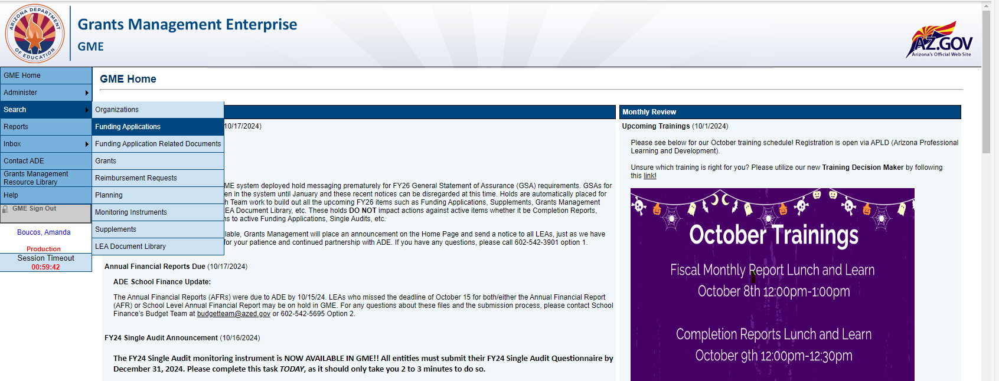 ARIZONA DEPARTMENT
OF EDUCATION
Grants Management Enterprise
GME
AZ.GOV
Arizona's Official Web Site
GME Home
Administer
Search
Reports
Inbox
Contact ADE
Grants Management
Resource Library
Help
GME Sign Out
Boucos, Amanda
Production
Session Timeout
00:59:42
Organizations
Funding Applications
Funding Application Related Documents
Grants
Reimbursement Requests
Planning
Monitoring Instruments
Supplements
LEA Document Library
GME Home
10/17/2024)
ME system deployed hold messaging prematurely for FY26 General Statement of Assurance (GSA) requirements. GSAs for
en in the system until January and these recent notices can be disregarded at this time. Holds are automatically placed for
h Team work to build out all the upcoming FY26 items such as Funding Applications, Supplements, Grants Management
EA Document Library, etc. These holds DO NOT impact actions against active items whether it be Completion Reports,
ns to active Funding Applications, Single Audits, etc.
lable, Grants Management will place an announcement on the Home Page and send a notice to all LEAs, just as we have
for your patience and continued partnership with ADE. If you have any questions, please call 602-542-3901 option 1.
Annual Financial Reports Due (10/17/2024)
ADE School Finance Update:
The Annual Financial Reports (AFRs) were due to ADE by 10/15/24. LEAs who missed the deadline of October 15 for both/either the Annual Financial Report
(AFR) or School Level Annual Financial Report may be on hold in GME. For any questions about these files and the submission process, please contact School
Finance's Budget Team at budgetteam@azed.gov or 602-542-5695 Option 2.
FY24 Single Audit Announcement (10/16/2024)
The FY24 Single Audit monitoring instrument is NOW AVAILABLE IN GME!! All entities must submit their FY24 Single Audit Questionnaire by
December 31, 2024. Please complete this task TODAY, as it should only take you 2 to 3 minutes to do so.
Monthly Review
Upcoming Trainings (10/1/2024)
Please see below for our October training schedule! Registration is open via APLD (Arizona Professional
Learning and Development).
Unsure which training is right for you? Please utilize our new Training Decision Maker by following
this link!
October Trainings
Fiscal Monthly Report Lunch and Learn
October 8th 12:00pm-1:00pm
Completion Reports Lunch and Learn
October 9th 12:00pm-12:30pm